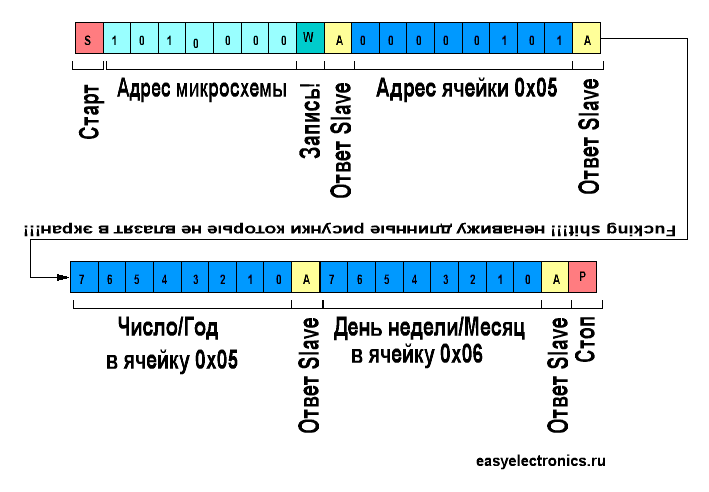 S 1 0 1 0 0 0 0 W A 0 0 0 0 0 1 0 1 A
Старт
Адрес микросхемы
Запись!
Ответ Slave
Адрес ячейки 0x05
Ответ Slave
Fucking shit!!!! ненавижу длинные рисунки которые не влазят в экран!!!
7 6 5 4 3 2 1 0 A 7 6 5 4 3 2 1 0 A P
Число/Год
в ячейку 0x05
Ответ Slave
День недели/Месяц
в ячейку 0x06
Ответ Slave
Стоп
easyelectronics.ru